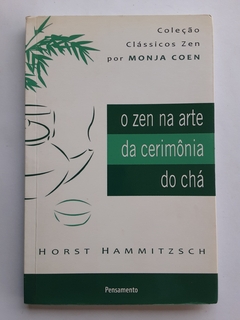 Coleção
Clássicos Zen
por MONJA COEN
o zen na arte
da cerimônia
do chá
HORST HAMMITZSCH
Pensamento